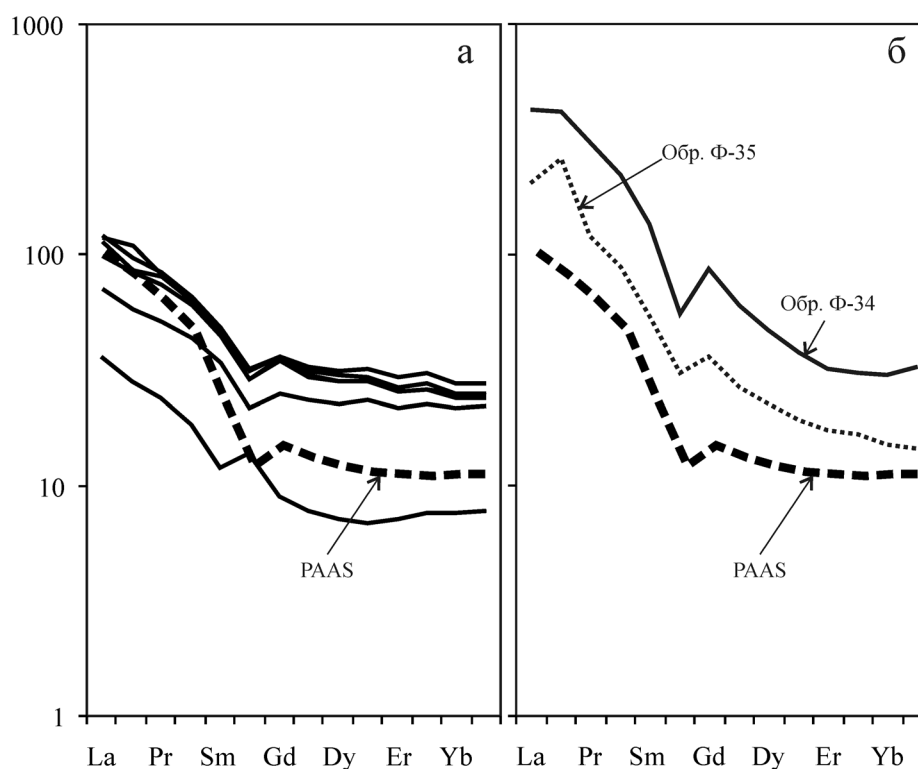 1000
100
10
1
а
б
Обр. Ф-35
Обр. Ф-34
PAAS
PAAS
La Pr Sm Gd Dy Er Yb
La Pr Sm Gd Dy Er Yb